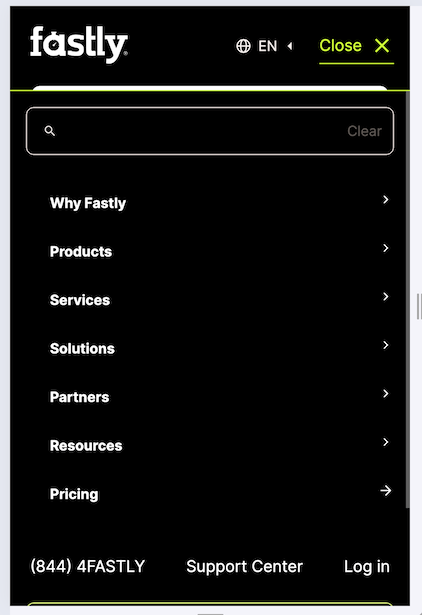 fastly
EN Close
Clear
Why Fastly
Products
Services
Solutions
Partners
Resources
Pricing
(844) 4FASTLY Support Center Log in